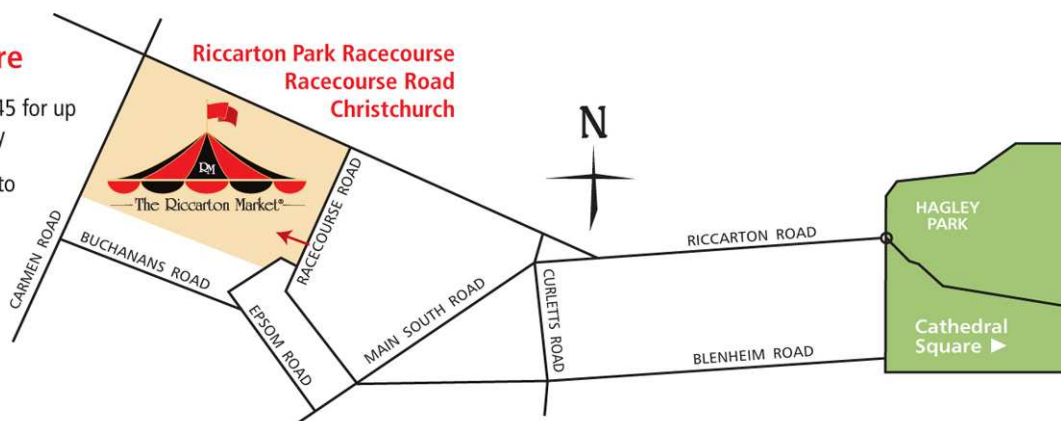 re
45 for up
to
Riccarton Park Racecourse
Racecourse Road
Christchurch
RM
The Riccarton Market®
N
CARMEN ROAD
BUCHANANS ROAD
RACECOURSE ROAD
EPSOM ROAD
MAIN SOUTH ROAD
CURLETTS ROAD
RICCARTON ROAD
BLENHEIM ROAD
HAGLEY
PARK
Cathedral
Square ▶